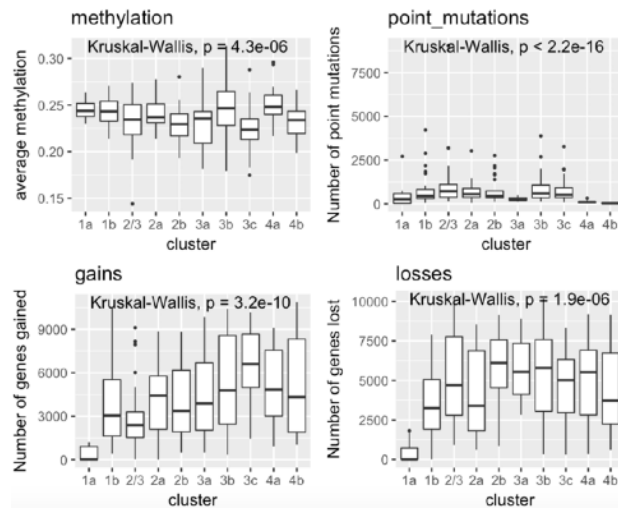 methylation
Kruskal-Wallis, p = 4.3e-06
average methylation
0.30
0.25
0.20
0.15
1a 1b 2/3 2a 2b 3a 3b 3c 4a 4b
cluster
point_mutations
Kruskal-Wallis, p < 2.2e-16
Number of point mutations
7500
5000
2500
0
1a 1b 2/3 2a 2b 3a 3b 3c 4a 4b
cluster
gains
Kruskal-Wallis, p = 3.2e-10
Number of genes gained
9000
6000
3000
0
1a 1b 2/3 2a 2b 3a 3b 3c 4a 4b
cluster
losses
Kruskal-Wallis, p = 1.9e-06
Number of genes lost
10000
7500
5000
2500
0
1a 1b 2/3 2a 2b 3a 3b 3c 4a 4b
cluster